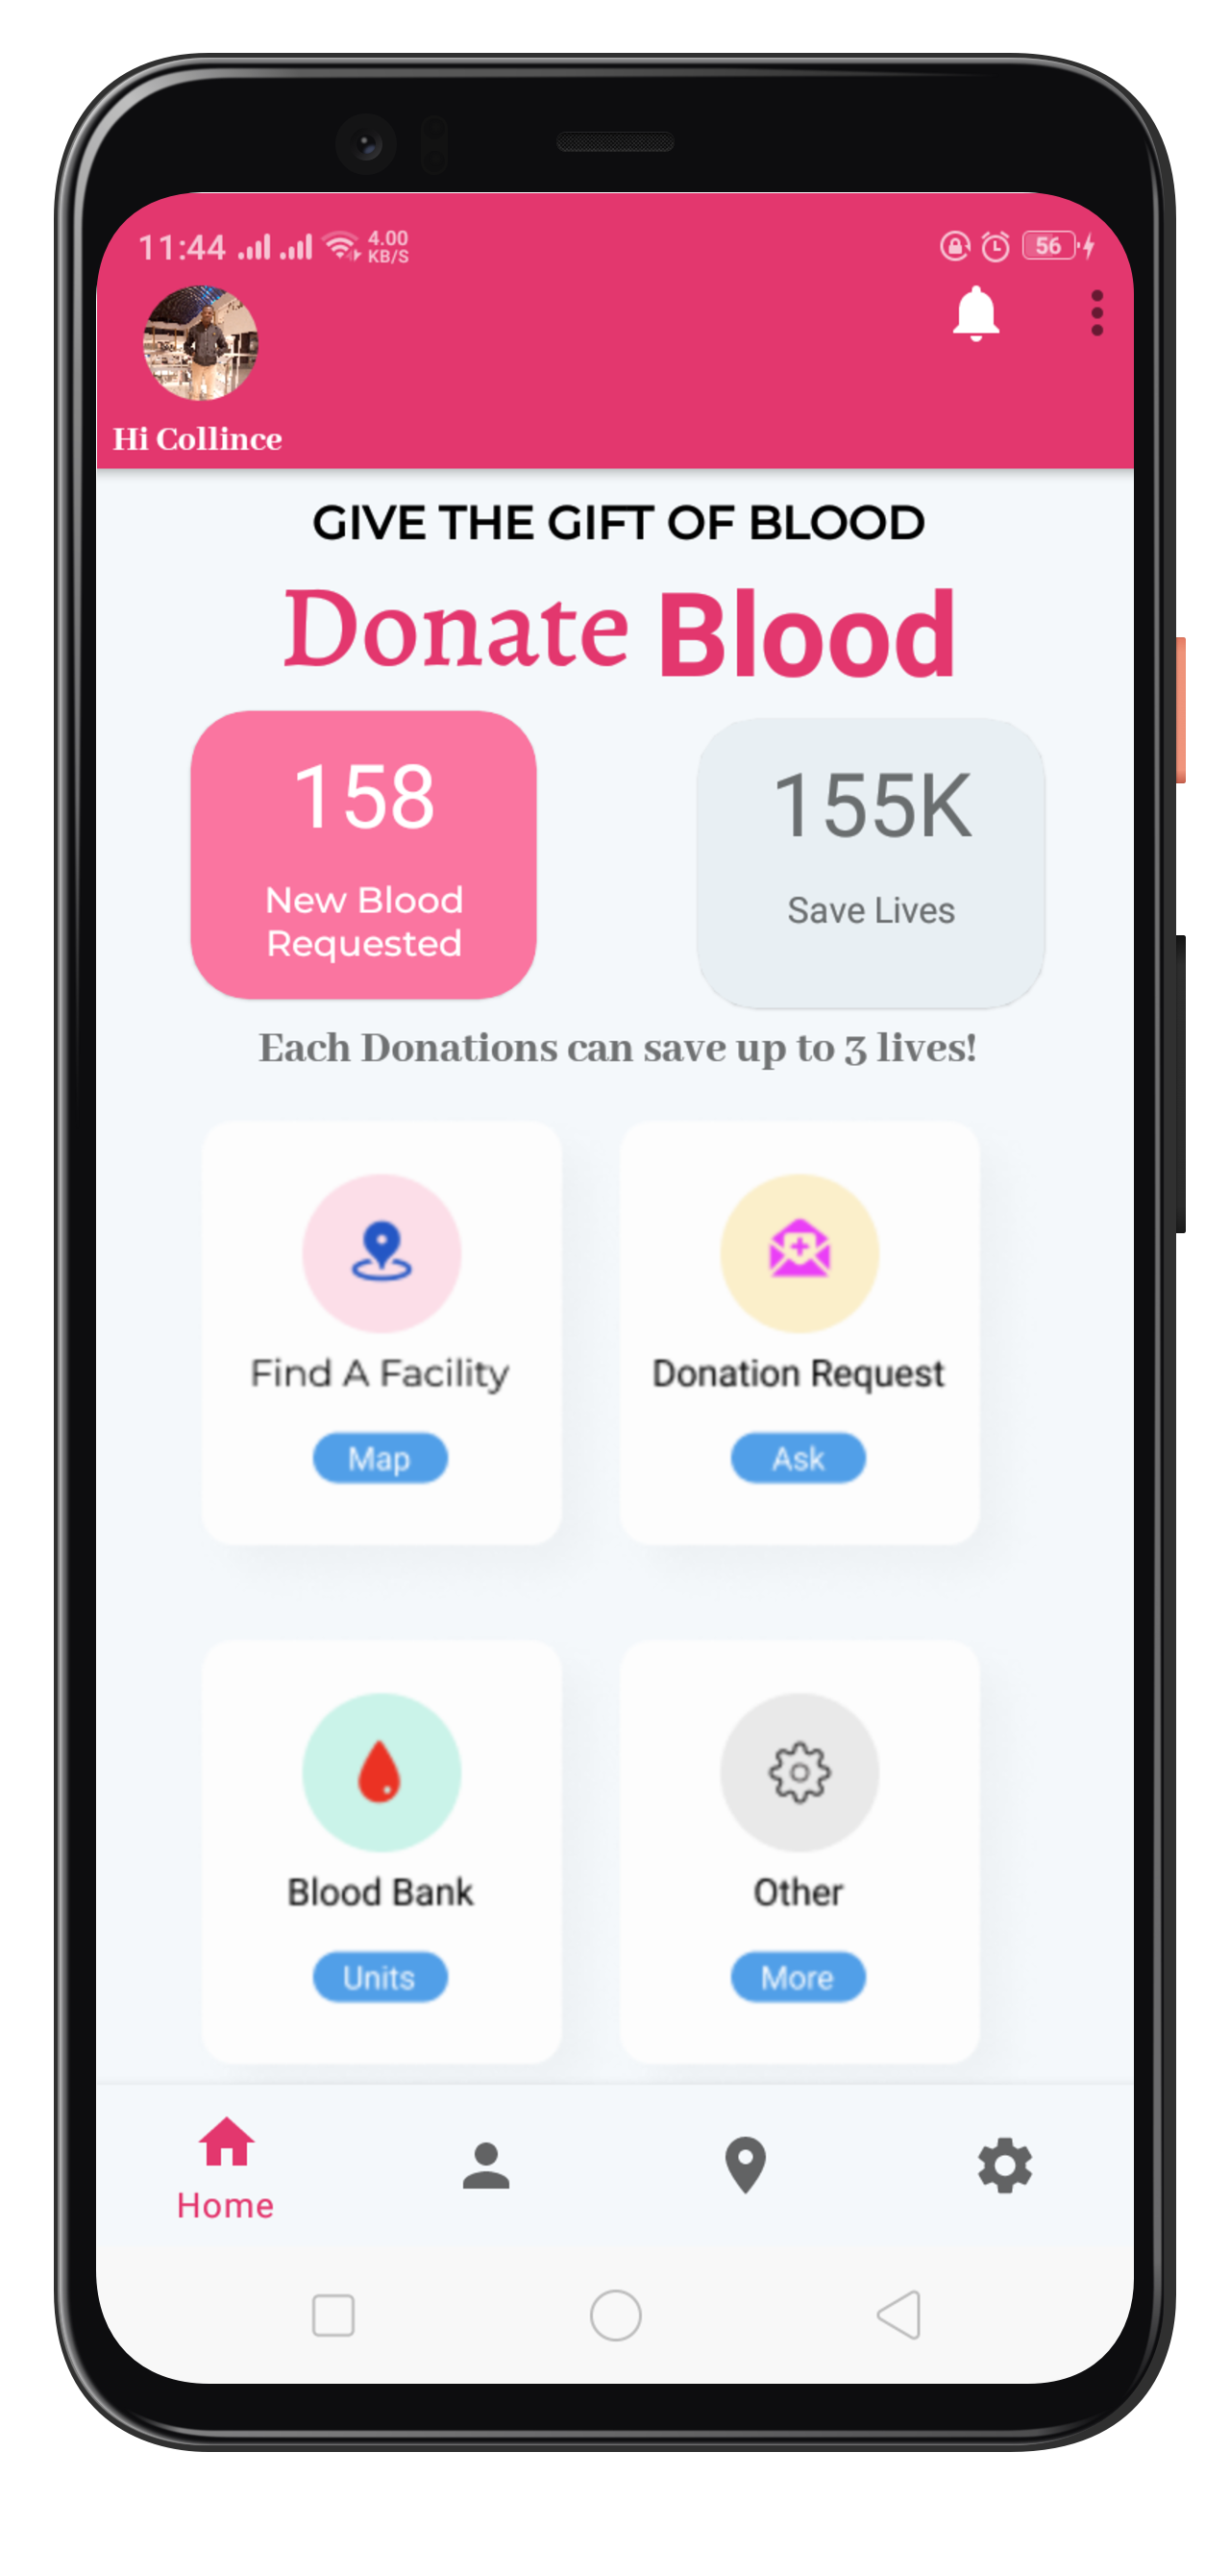 11:44 4.00 KB/S 56
Hi Collince
GIVE THE GIFT OF BLOOD
Donate Blood
158
New Blood
Requested
155K
Save Lives
Each Donations can save up to 3 lives!
Find A Facility
Map
Donation Request
Ask
Blood Bank
Units
Other
More
Home